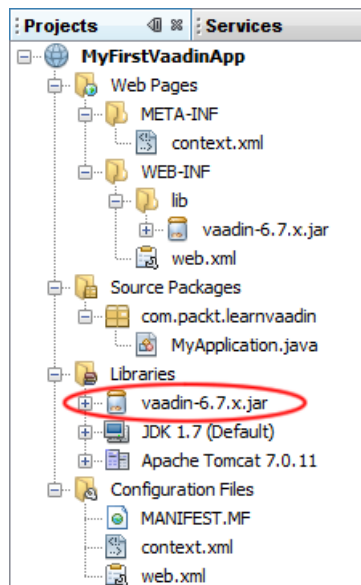 Projects
Services
MyFirstVaadinApp
Web Pages
META-INF
context.xml
WEB-INF
lib
vaadin-6.7.x.jar
web.xml
Source Packages
com.packt.learnvaadin
MyApplication.java
Libraries
vaadin-6.7.x.jar
JDK 1.7 (Default)
Apache Tomcat 7.0.11
Configuration Files
MANIFEST.MF
context.xml
web.xml